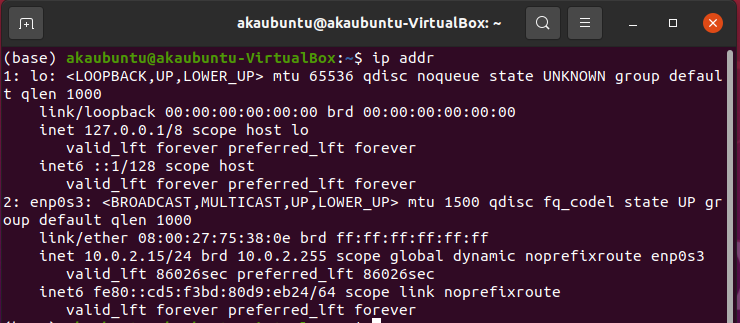 akaubuntu@akaubuntu-VirtualBox: ~
(base) akaubuntu@akaubuntu-VirtualBox:~$ ip addr
1: lo: <LOOPBACK,UP,LOWER_UP> mtu 65536 qdisc noqueue state UNKNOWN group defaul
t qlen 1000
    link/loopback 00:00:00:00:00:00 brd 00:00:00:00:00:00
    inet 127.0.0.1/8 scope host lo
       valid_lft forever preferred_lft forever
    inet6 ::1/128 scope host
       valid_lft forever preferred_lft forever
2: enp0s3: <BROADCAST,MULTICAST,UP,LOWER_UP> mtu 1500 qdisc fq_codel state UP gr
oup default qlen 1000
    link/ether 08:00:27:75:38:0e brd ff:ff:ff:ff:ff:ff
    inet 10.0.2.15/24 brd 10.0.2.255 scope global dynamic noprefixroute enp0s3
       valid_lft 86026sec preferred_lft 86026sec
    inet6 fe80::cd5:f3bd:80d9:eb24/64 scope link noprefixroute
       valid_lft forever preferred_lft forever